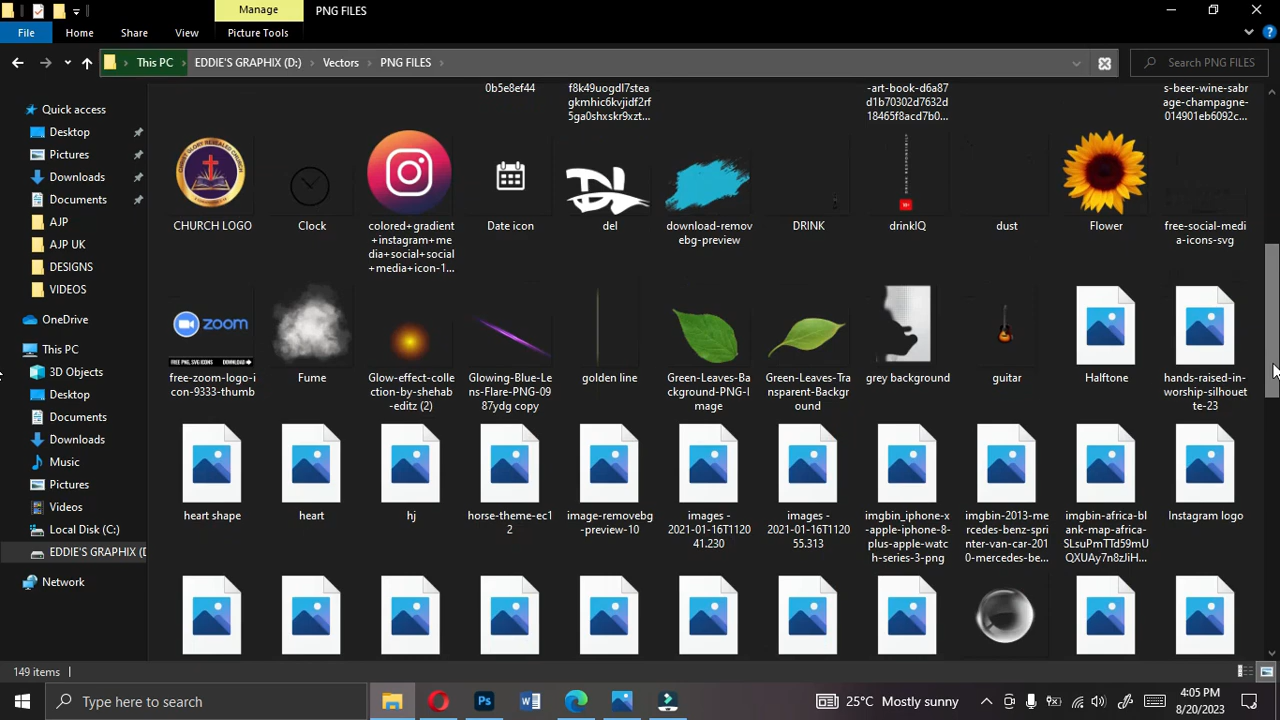 Manage
PNG FILES
File
Home
Share
View
Picture Tools
This PC
EDDIE'S GRAPHIX (D:)
Vectors
PNG FILES
Search PNG FILES
Quick access
Desktop
Pictures
Downloads
Documents
AJP
AJP UK
DESIGNS
VIDEOS
OneDrive
This PC
3D Objects
Desktop
Documents
Downloads
Music
Pictures
Videos
Local Disk (C:)
EDDIE'S GRAPHIX (D
Network
0b5e8ef44
f8k49uogdl7stea
gkmhic6kvjidf2rf
5ga0shxskr9xzt...
-art-book-d6a87
d1b70302d7632d
18465f8acd7b0...
s-beer-wine-sabr
age-champagne-
014901eb6092c...
CHURCH LOGO
Clock
colored+gradient
+instagram+me
dia+social+social
+media+icon-1...
Date icon
del
download-remov
ebg-preview
DRINK
drinkIQ
dust
Flower
free-social-medi
a-icons-svg
zoom
FREE PNG, SVG ICONS DOWNLOAD
free-zoom-logo-i
con-9333-thumb
Fume
Glow-effect-colle
ction-by-shehab
-editz (2)
Glowing-Blue-Le
ns-Flare-PNG-09
87ydg copy
golden line
Green-Leaves-Ba
ckground-PNG-I
mage
Green-Leaves-Tra
nsparent-Backgr
ound
grey background
guitar
Halftone
hands-raised-in-
worship-silhoue
tte-23
heart shape
heart
hj
horse-theme-ec1
2
image-removebg
-preview-10
images -
2021-01-16T1120
41.230
images -
2021-01-16T1120
55.313
imgbin_iphone-x
-apple-iphone-8-
plus-apple-watc
h-series-3-png
imgbin-2013-me
rcedes-benz-spri
nter-van-car-201
0-mercedes-be...
imgbin-africa-bl
ank-map-africa-
SLsuPmTTd59mU
QXUAy7n8zJiH...
Instagram logo
149 items
Type here to search
25°C Mostly sunny
4:05 PM
8/20/2023